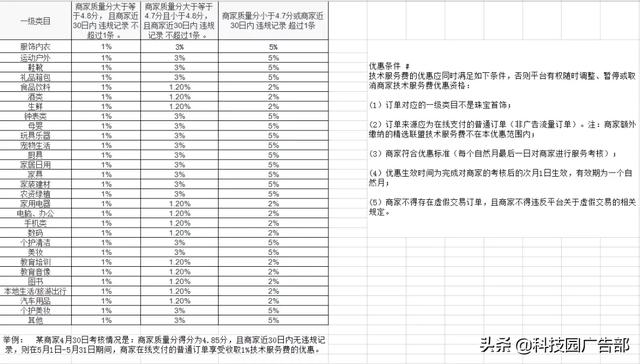 一级类目
商家质量分大于等于4.8分，且商家近30日内 违规记录 不超过1条 。
商家质量分大于等于4.7分且小于4.8分，且商家近30日内 违规记录 不超过1条 。
商家质量分小于4.7分或商家近30日内违规记录 超过1条
服饰内衣 1% 3% 5%
运动户外 1% 3% 5%
鞋靴 1% 3% 5%
礼品箱包 1% 3% 5%
食品饮料 1% 1.20% 2%
酒类 1% 1.20% 2%
生鲜 1% 1.20% 2%
钟表类 1% 3% 5%
母婴 1% 3% 5%
玩具乐器 1% 3% 5%
宠物生活 1% 3% 5%
厨具 1% 3% 5%
家居日用 1% 3% 5%
家具 1% 3% 5%
家装建材 1% 3% 5%
农资绿植 1% 3% 5%
家用电器 1% 1.20% 2%
电脑、办公 1% 1.20% 2%
手机类 1% 1.20% 2%
数码 1% 1.20% 2%
个护清洁 1% 3% 5%
美妆 1% 3% 5%
教育培训 1% 1.20% 2%
教育音像 1% 1.20% 2%
图书 1% 1.20% 2%
本地生活/旅游出行 1% 1.20% 2%
汽车用品 1% 1.20% 2%
个护美妆 1% 3% 5%
其他 1% 3% 5%
举例： 某商家4月30日考核情况是：商家质量得分为4.85分，且商家近30日内无违规记
录，则在5月1日-5月31日期间，商家在线支付的普通订单享受收取1%技术服务费的优惠。
优惠条件 #
技术服务费的优惠应同时满足如下条件，否则平台有权随时调整、暂停或取
消商家技术服务费优惠资格：
（1）订单对应的一级类目不是珠宝首饰；
（2）订单来源应为在线支付的普通订单（非广告流量订单）。注：商家额外
缴纳的精选联盟技术服务费不在本优惠范围内；
（3）商家符合优惠标准（每个自然月最后一日对商家进行服务考核）；
（4）优惠生效时间为完成对商家的考核后的次月1日生效，有效期为一个自
然月；
（5）商家不得存在虚假交易订单，且商家不得违反平台关于虚假交易的相关
规定。
头条 @科技园广告部